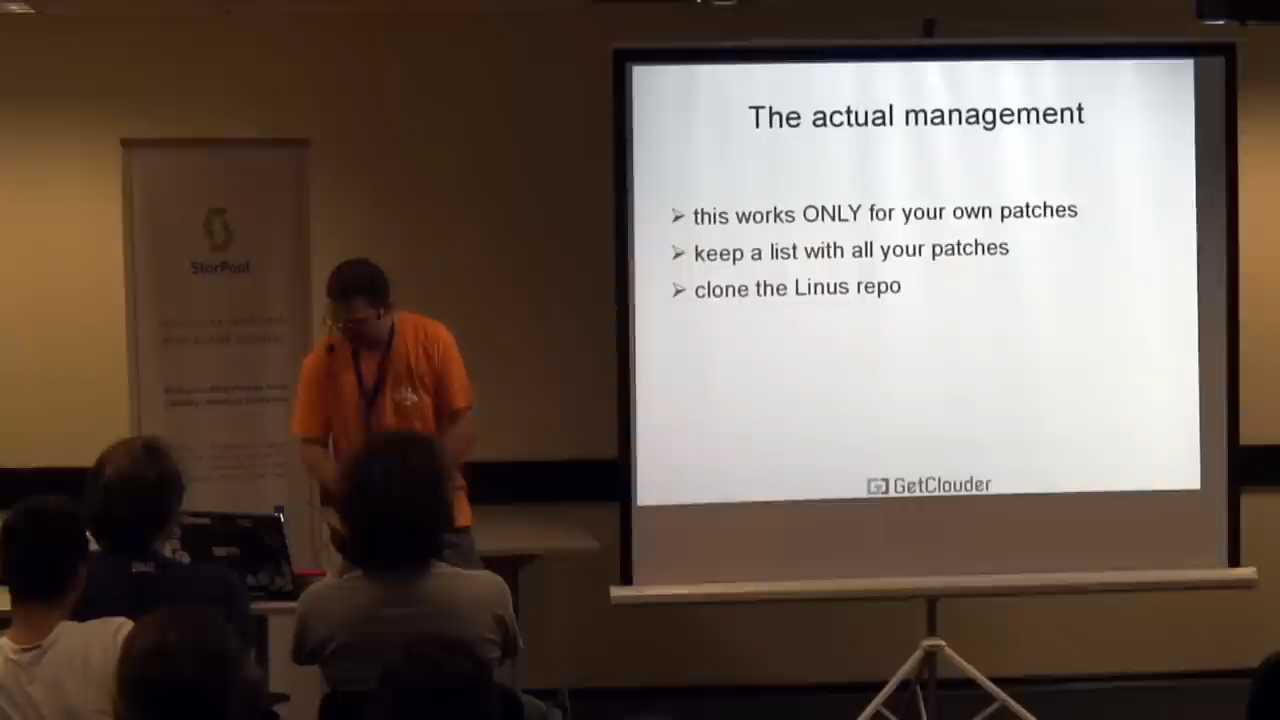 The actual management
➢ this works ONLY for your own patches
➢ keep a list with all your patches
➢ clone the Linus repo
GetClouder
StorPool